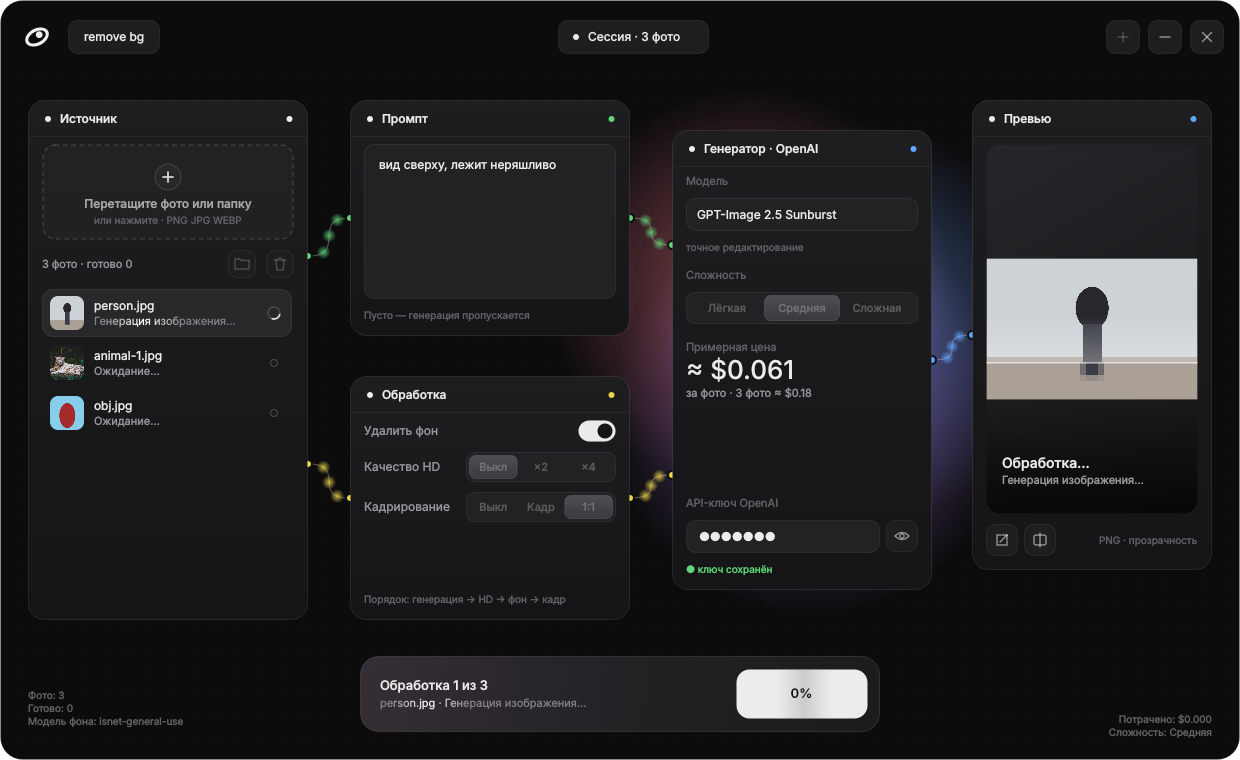 remove bg
Сессия · 3 фото
Источник
Перетащите фото или папку
или нажмите · PNG JPG WEBP
3 фото · готово 0
person.jpg
Генерация изображения...
animal-1.jpg
Ожидание...
obj.jpg
Ожидание...
Промпт
вид сверху, лежит неряшливо
Пусто — генерация пропускается
Обработка
Удалить фон
Качество HD
Выкл ×2 ×4
Кадрирование
Выкл Кадр 1:1
Порядок: генерация → HD → фон → кадр
Генератор · OpenAI
Модель
GPT-Image 2.5 Sunburst
точное редактирование
Сложность
Лёгкая Средняя Сложная
Примерная цена
≈ $0.061
за фото · 3 фото ≈ $0.18
API-ключ OpenAI
ключ сохранён
Превью
Обработка...
Генерация изображения...
PNG · прозрачность
Обработка 1 из 3
person.jpg · Генерация изображения...
0%
Фото: 3
Готово: 0
Модель фона: isnet-general-use
Потрачено: $0.000
Сложность: Средняя